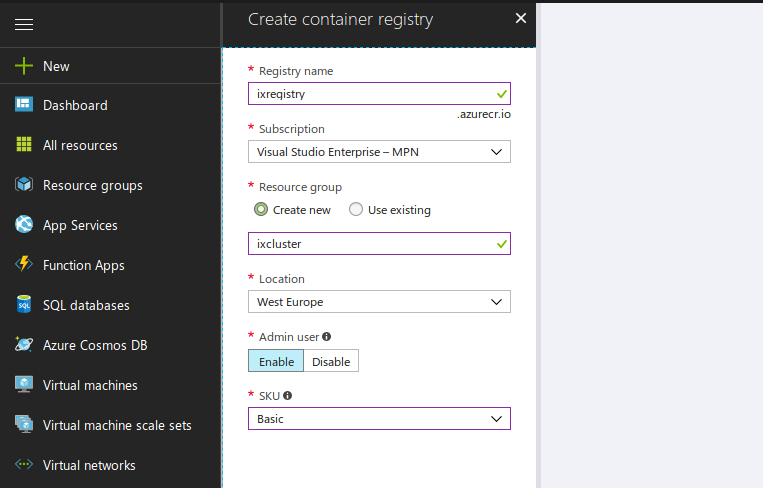 Create container registry
New
Dashboard
All resources
Resource groups
App Services
Function Apps
SQL
SQL databases
Azure Cosmos DB
Virtual machines
Virtual machine scale sets
Virtual networks
* Registry name
ixregistry
.azurecr.io
* Subscription
Visual Studio Enterprise – MPN
* Resource group
Create new Use existing
ixcluster
* Location
West Europe
* Admin user
Enable Disable
* SKU
Basic